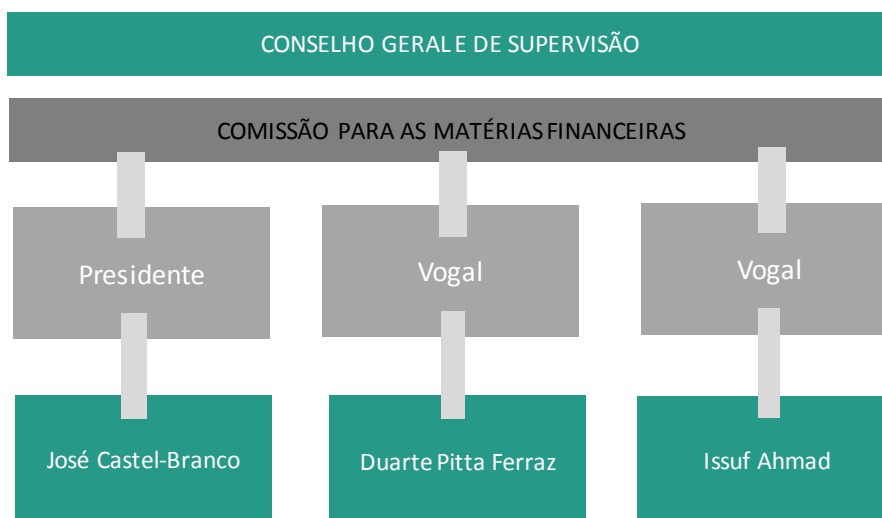 CONSELHO GERAL E DE SUPERVISÃO
COMISSÃO PARA AS MATÉRIAS FINANCEIRAS
Presidente
Vogal
Vogal
José Castel-Branco
Duarte Pitta Ferraz
Issuf Ahmad